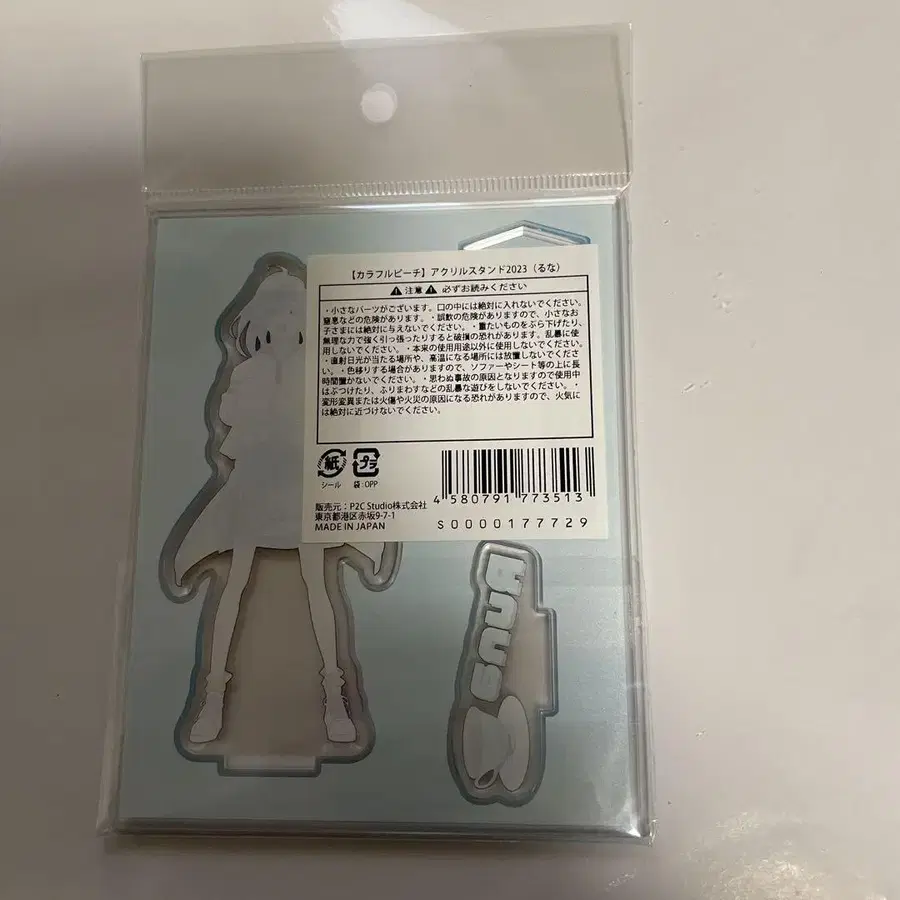 【カラフルピーチ】アクリルスタンド2023（るな）
⚠ 注意 ⚠ 必ずお読みください
・小さなパーツがございます。口の中には絶対に入れないでください。
窒息などの危険があります。・誤飲の危険がありますので、小さなお
子さまには絶対に与えないでください。・重たいものをぶら下げたり、
無理な力で強く引っ張ったりすると破損の恐れがあります。乱暴に使
用しないでください。・本来の使用用途以外に使用しないでください。
・直射日光が当たる場所や、高温になる場所には放置しないでくださ
い。・色移りする場合がありますので、ソファーやシート等の上に長
時間置かないでください。・思わぬ事故の原因となりますので使用中
はぶつけたり、ふりまわすなどの乱暴な遊びをしないでください。・
変形変異または火傷や火災の原因になる恐れがありますので、火気に
は絶対に近づけないでください。
紙 プラ
シール 袋:OPP
4 580791 773513
販売元：P2C Studio株式会社
東京都港区赤坂9-7-1
MADE IN JAPAN
S0000177729